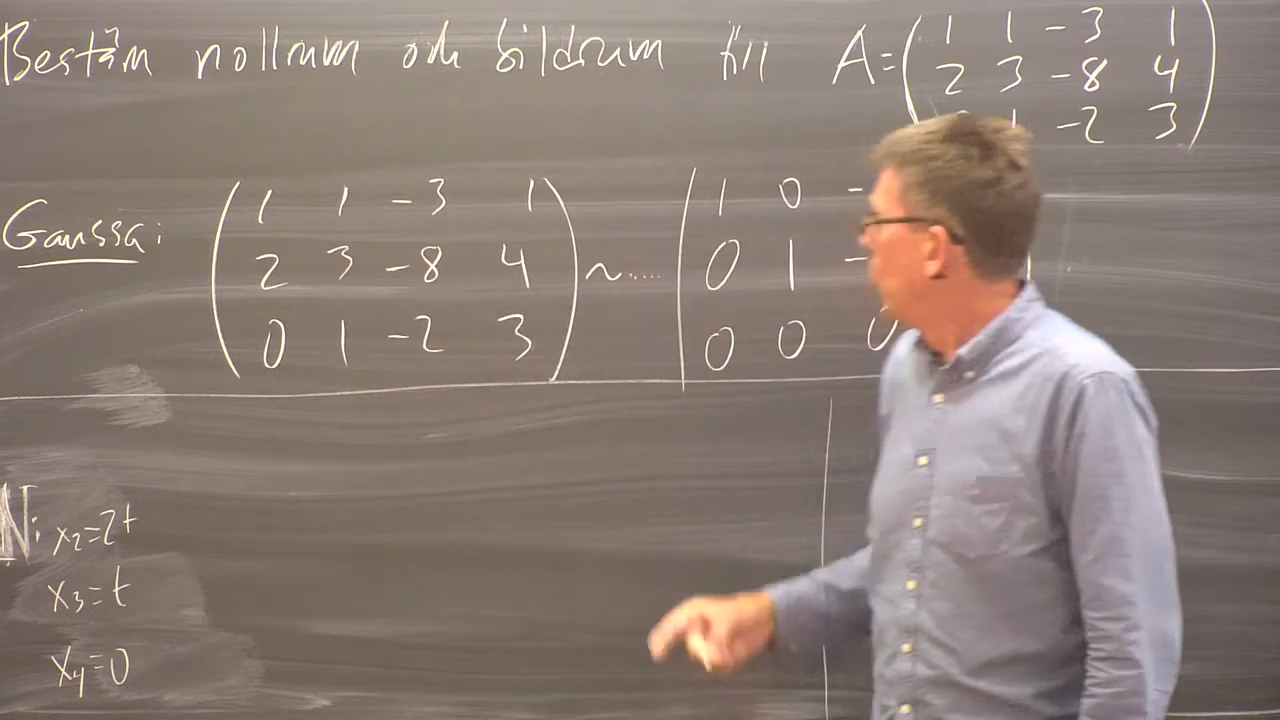 Bestäm nollrum och bildrum till A=(1 1 -3 1
2 3 -8 4
1 -2 3)
Gaussa: (1 1 -3 1
2 3 -8 4
0 1 -2 3) ~.... (1 0 -
0 1 -
0 0 0
N: x2=2t
x3=t
x4=0